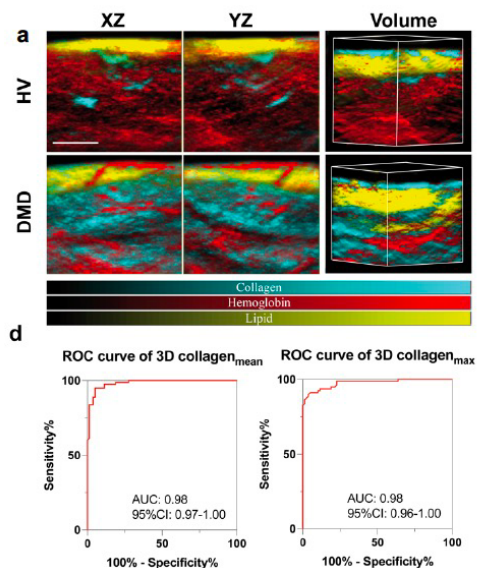 a
XZ YZ Volume
HV
DMD
Collagen
Hemoglobin
Lipid
d
ROC curve of 3D collagenmean
100
50
0
Sensitivity%
AUC: 0.98
95%CI: 0.97-1.00
0 50 100
100% - Specificity%
ROC curve of 3D collagenmax
100
50
0
Sensitivity%
AUC: 0.98
95%CI: 0.96-1.00
0 50 100
100% - Specificity%